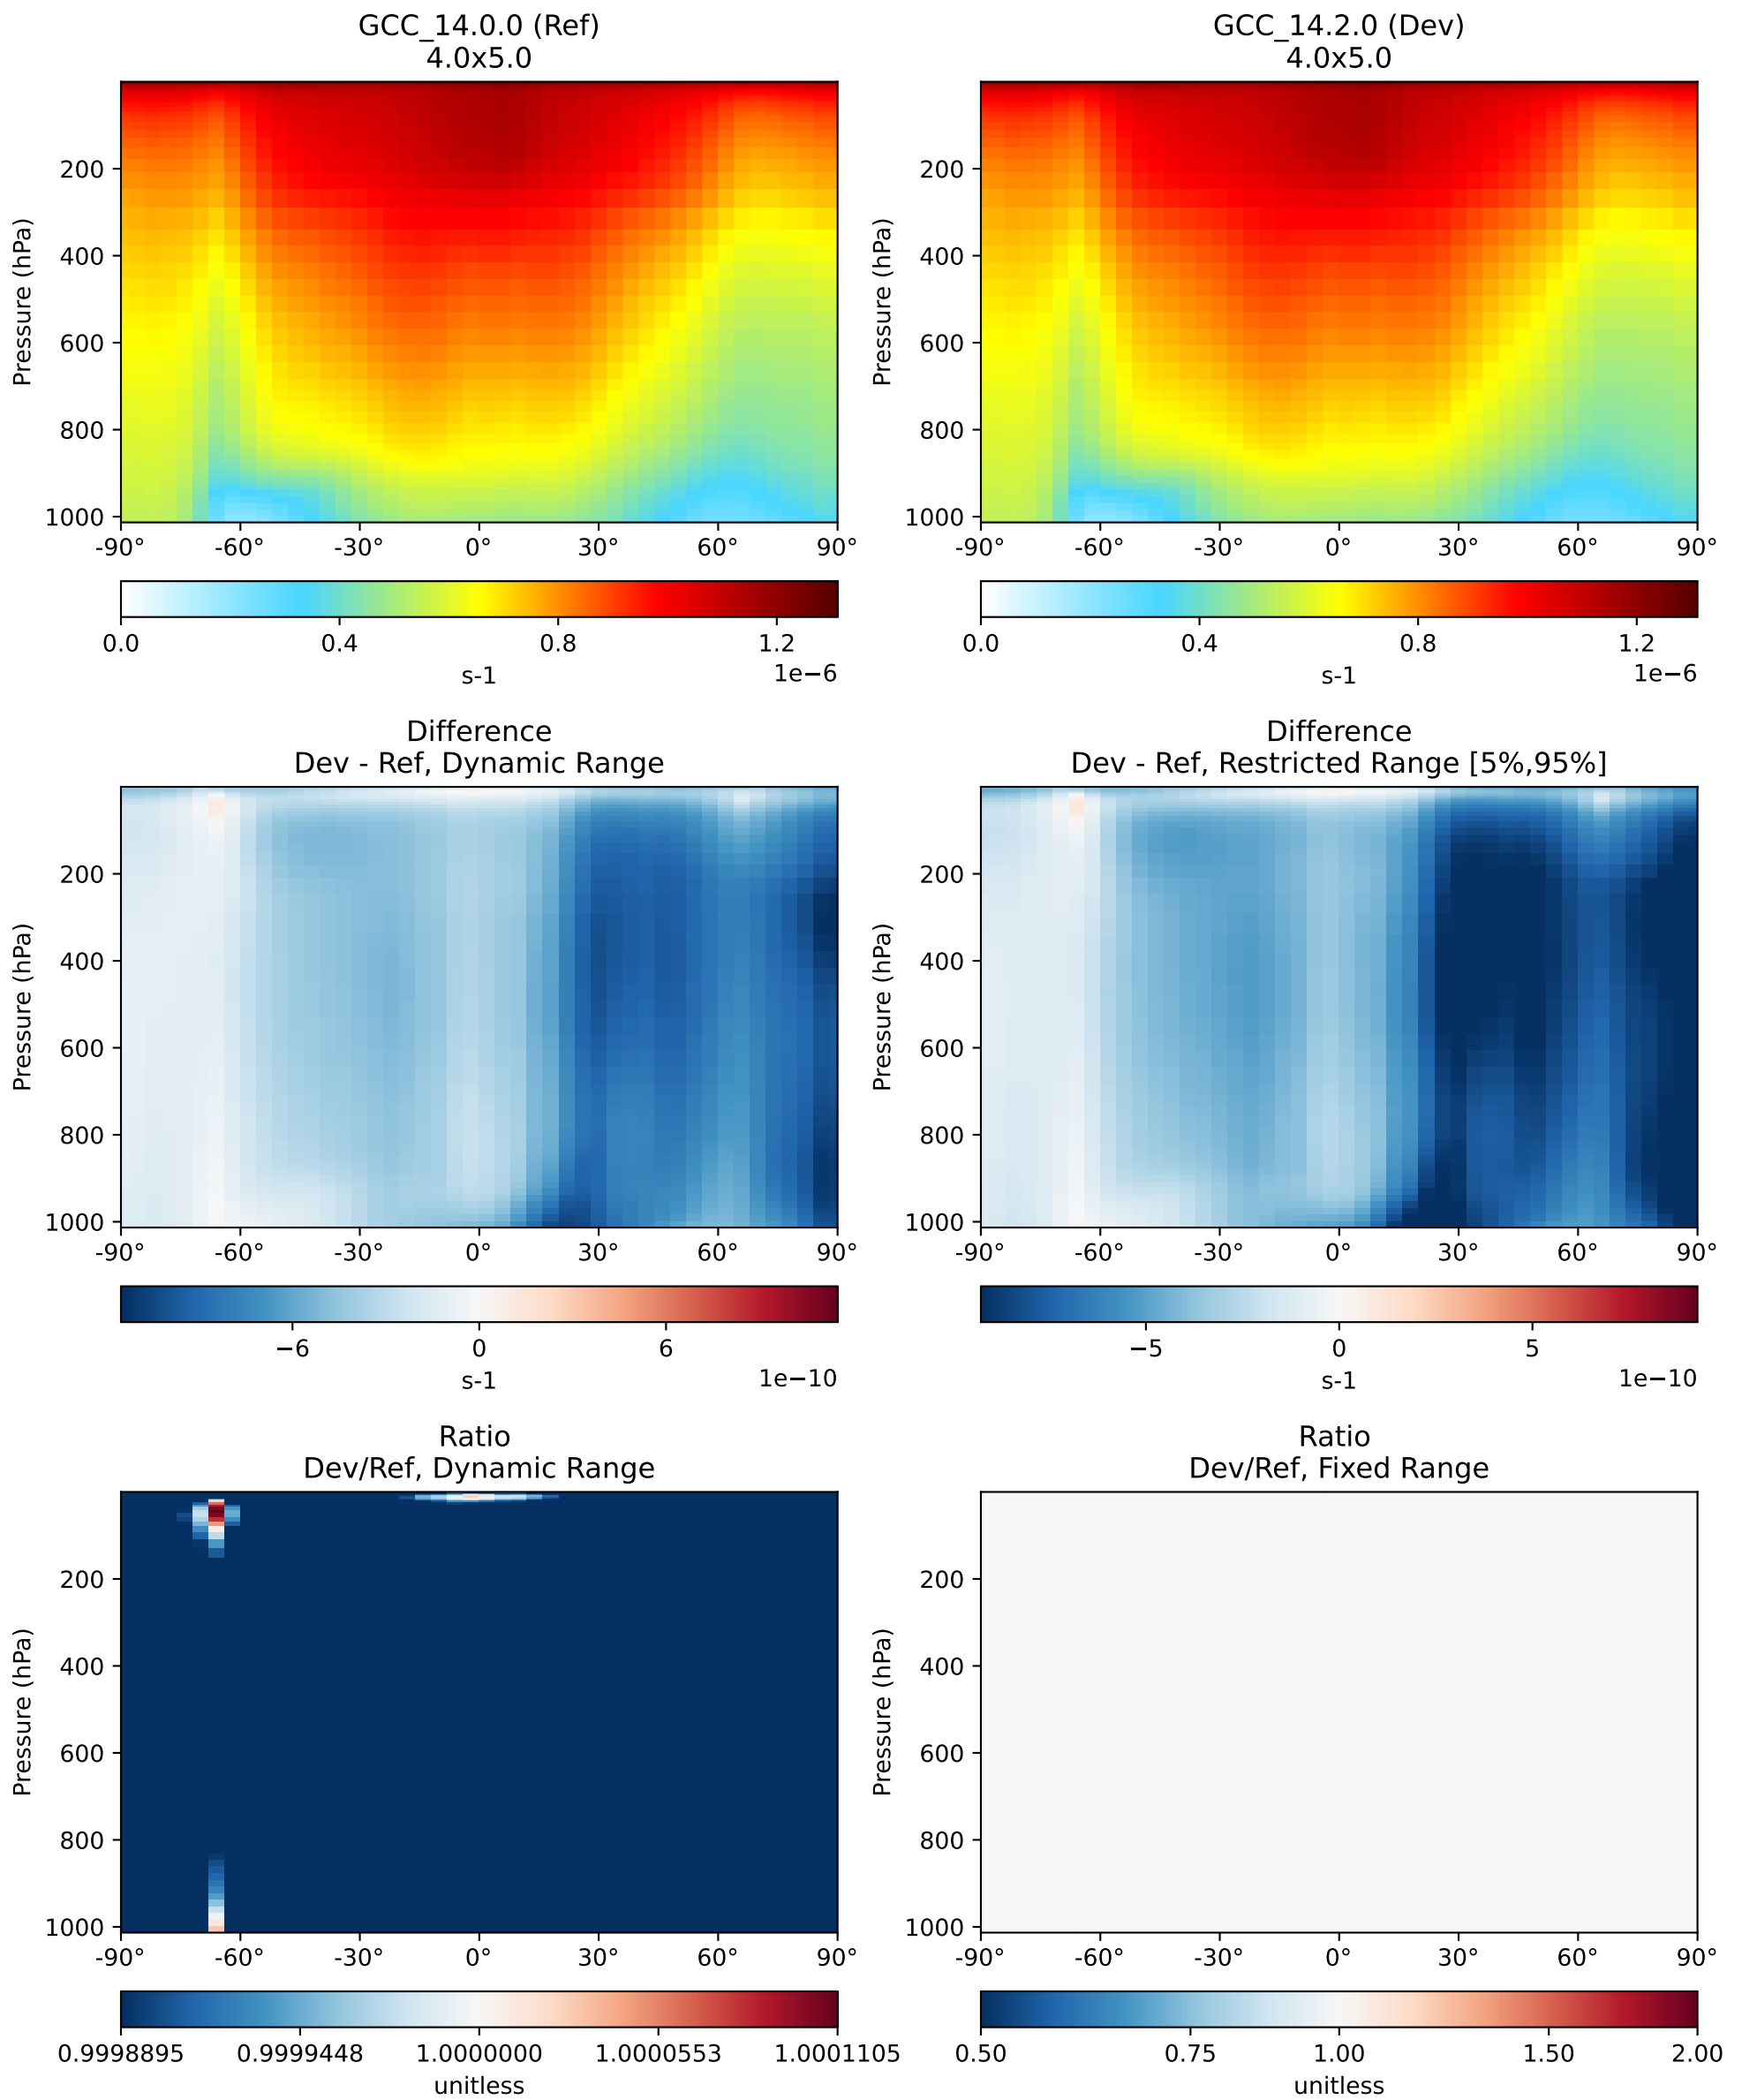 GCC_14.0.0 (Ref)
4.0x5.0
Pressure (hPa)
200
400
600
800
1000
-90° -60° -30° 0° 30° 60° 90°
0.0 0.4 0.8 1.2
s-1
1e−6
GCC_14.2.0 (Dev)
4.0x5.0
Pressure (hPa)
200
400
600
800
1000
-90° -60° -30° 0° 30° 60° 90°
0.0 0.4 0.8 1.2
s-1
1e−6
Difference
Dev - Ref, Dynamic Range
Pressure (hPa)
200
400
600
800
1000
-90° -60° -30° 0° 30° 60° 90°
−6 0 6
s-1
1e−10
Difference
Dev - Ref, Restricted Range [5%,95%]
Pressure (hPa)
200
400
600
800
1000
-90° -60° -30° 0° 30° 60° 90°
−5 0 5
s-1
1e−10
Ratio
Dev/Ref, Dynamic Range
Pressure (hPa)
200
400
600
800
1000
-90° -60° -30° 0° 30° 60° 90°
0.9998895 0.9999448 1.0000000 1.0000553 1.0001105
unitless
Ratio
Dev/Ref, Fixed Range
Pressure (hPa)
200
400
600
800
1000
-90° -60° -30° 0° 30° 60° 90°
0.50 0.75 1.00 1.50 2.00
unitless